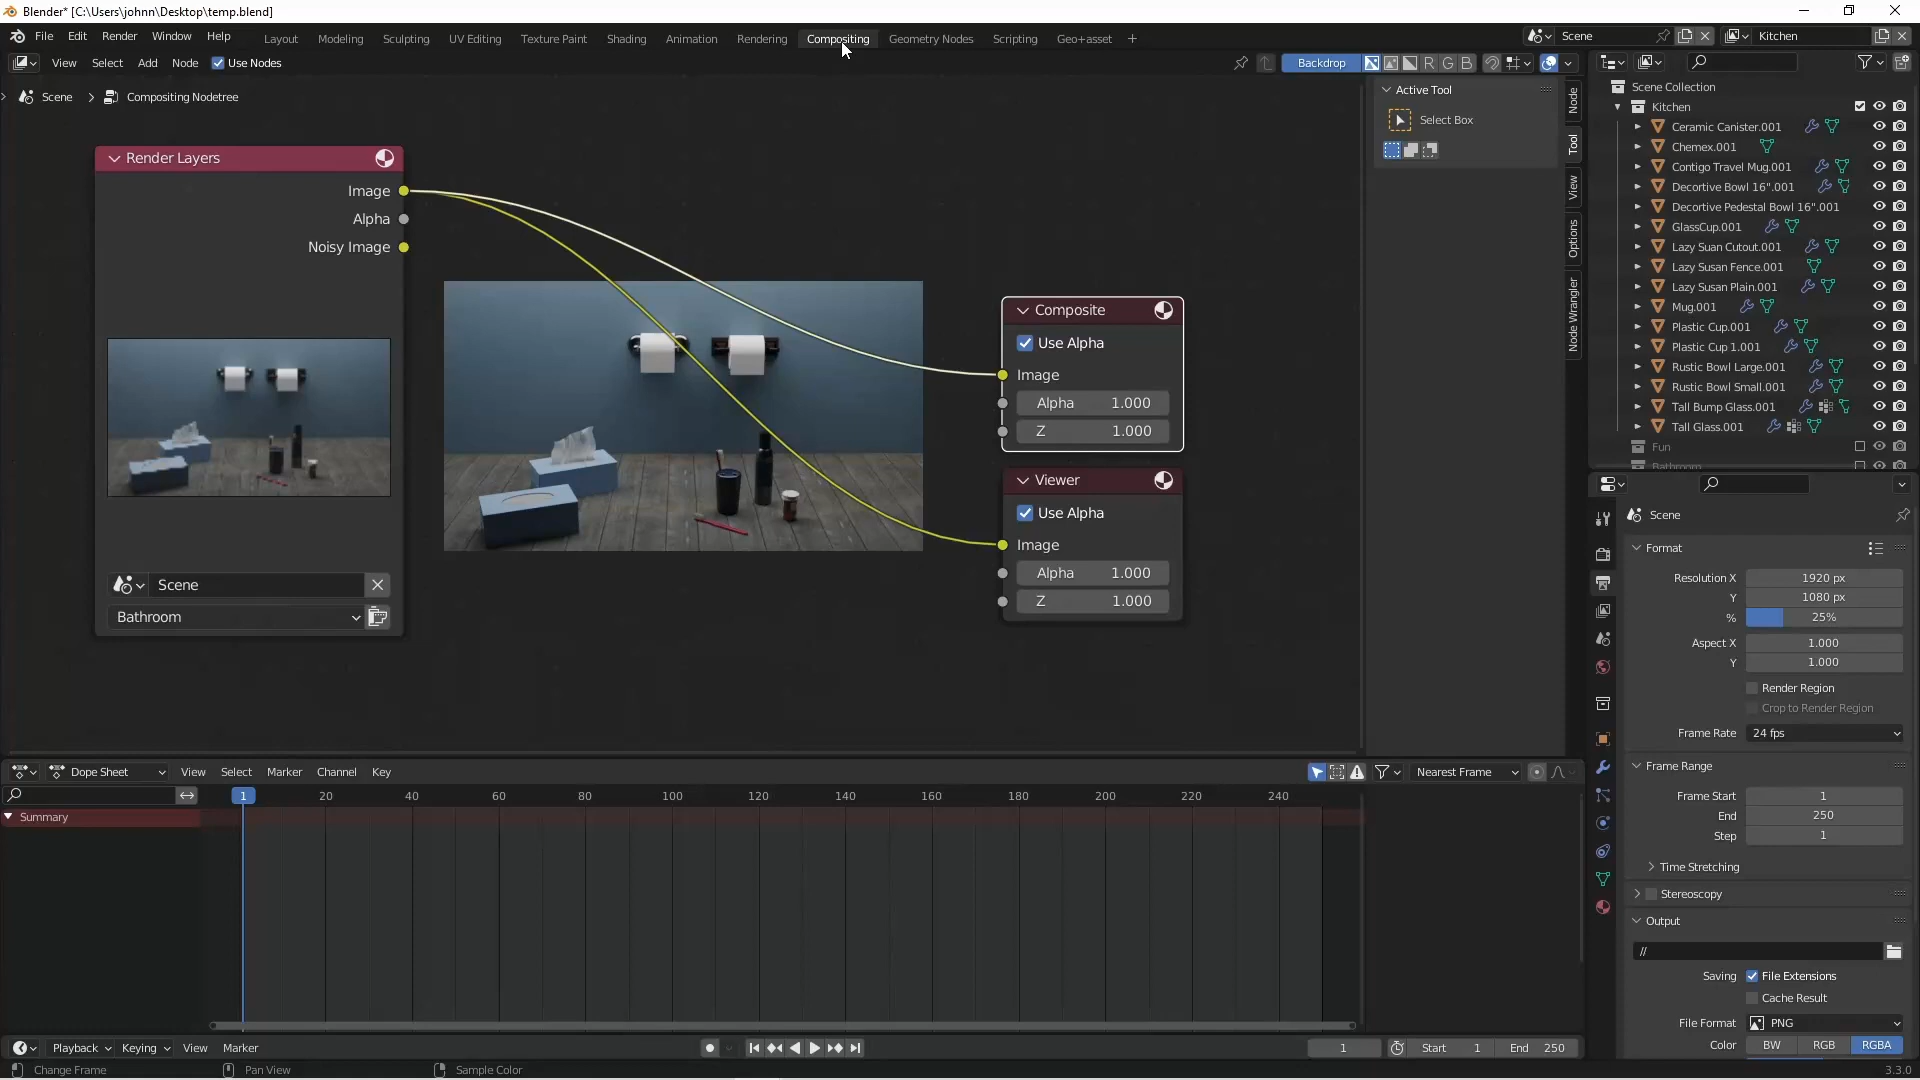 Blender* [C:\Users\johnn\Desktop\temp.blend]
File Edit Render Window Help Layout Modeling Sculpting UV Editing Texture Paint Shading Animation Rendering Compositing Geometry Nodes Scripting Geo+asset + Scene Kitchen
View Select Add Node Use Nodes Backdrop R G B
Scene > Compositing Nodetree
Active Tool
Select Box
Node
Tool
View
Options
Node Wrangler
Render Layers
Image
Alpha
Noisy Image
Scene
Bathroom
Composite
Use Alpha
Image
Alpha 1.000
Z 1.000
Viewer
Use Alpha
Image
Alpha 1.000
Z 1.000
Scene Collection
Kitchen
Ceramic Canister.001
Chemex.001
Contigo Travel Mug.001
Decortive Bowl 16".001
Decortive Pedestal Bowl 16".001
GlassCup.001
Lazy Suan Cutout.001
Lazy Susan Fence.001
Lazy Susan Plain.001
Mug.001
Plastic Cup.001
Plastic Cup 1.001
Rustic Bowl Large.001
Rustic Bowl Small.001
Tall Bump Glass.001
Tall Glass.001
Fun
Bathroom
Scene
Format
Resolution X 1920 px
Y 1080 px
% 25%
Aspect X 1.000
Y 1.000
Render Region
Crop to Render Region
Frame Rate 24 fps
Frame Range
Frame Start 1
End 250
Step 1
Time Stretching
Stereoscopy
Output
//
Saving File Extensions
Cache Result
File Format PNG
Color BW RGB RGBA
Dope Sheet View Select Marker Channel Key Nearest Frame
1 20 40 60 80 100 120 140 160 180 200 220 240
Summary
Playback Keying View Marker 1 Start 1 End 250
Change Frame Pan View Sample Color 3.3.0